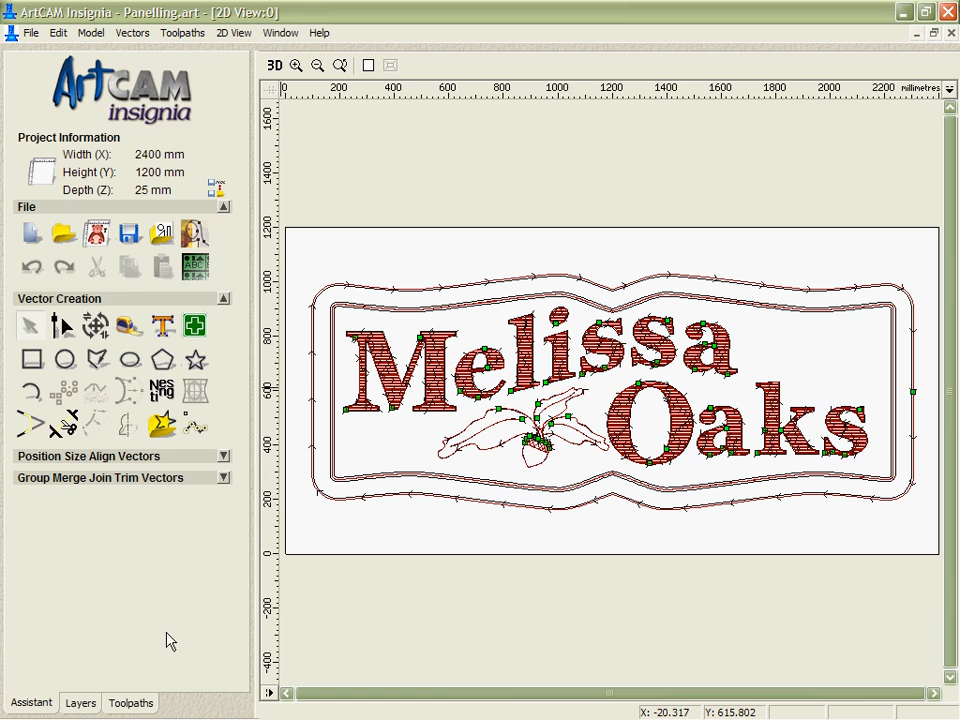 ArtCAM Insignia - Panelling.art - [2D View:0]
File Edit Model Vectors Toolpaths 2D View Window Help
3D
ArtCAM
insignia
0 200 400 600 800 1000 1200 1400 1600 1800 2000 2200 millimetres
Project Information
Width (X): 2400 mm
Height (Y): 1200 mm
Depth (Z): 25 mm
File
ABC
Vector Creation
Nes
ting
Position Size Align Vectors
Group Merge Join Trim Vectors
1600
1400
1200
1000
800
600
400
200
0
-200
-400
Melissa
Oaks
Assistant Layers Toolpaths
X: -20.317 Y: 615.802